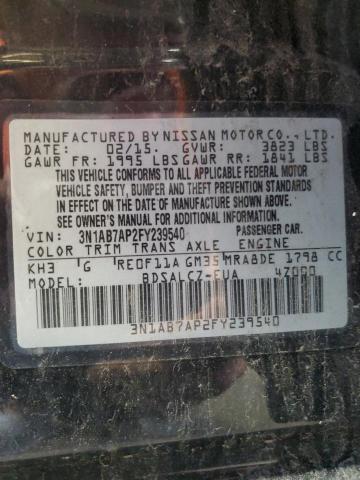 MANUFACTURED BY NISSAN MOTOR CO., LTD.
DATE: 02/15. GVWR: 3823 LBS
GAWR FR: 1995 LBS GAWR RR: 1841 LBS
THIS VEHICLE CONFORMS TO ALL APPLICABLE FEDERAL MOTOR
VEHICLE SAFETY, BUMPER AND THEFT PREVENTION STANDARDS
IN EFFECT ON THE DATE OF MANUFACTURE SHOWN ABOVE.
SEE OWNER'S MANUAL FOR ADDITIONAL INFORMATION.
VIN: 3N1AB7AP2FY239540 PASSENGER CAR.
COLOR TRIM TRANS AXLE ENGINE
KH3 G RE0F11A GM35 MRA8DE 1798 CC
MODEL: BDSALCZ-EUA 4Z000
3N1AB7AP2FY239540